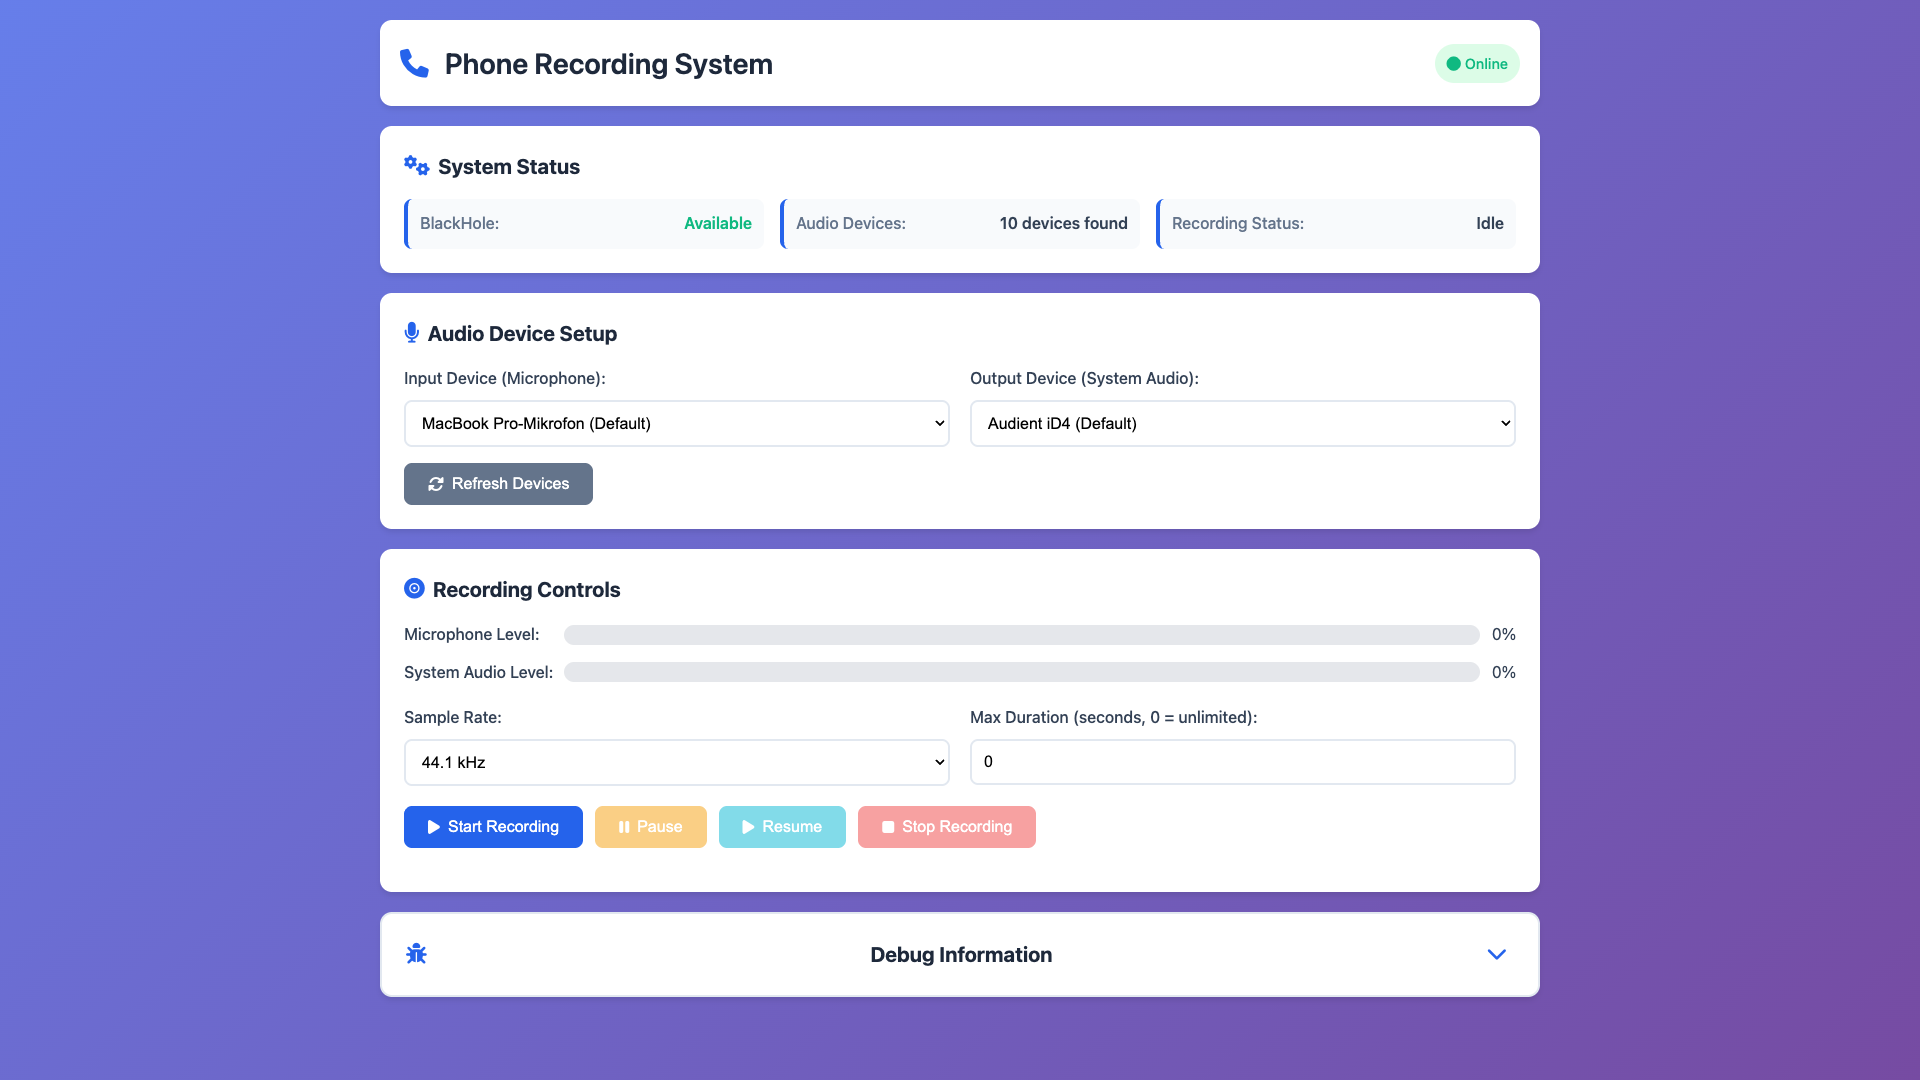 Phone Recording System
Online
System Status
BlackHole: Available
Audio Devices: 10 devices found
Recording Status: Idle
Audio Device Setup
Input Device (Microphone):
Output Device (System Audio):
MacBook Pro-Mikrofon (Default)
Audient iD4 (Default)
Refresh Devices
Recording Controls
Microphone Level: 0%
System Audio Level: 0%
Sample Rate:
Max Duration (seconds, 0 = unlimited):
44.1 kHz
0
Start Recording
Pause
Resume
Stop Recording
Debug Information